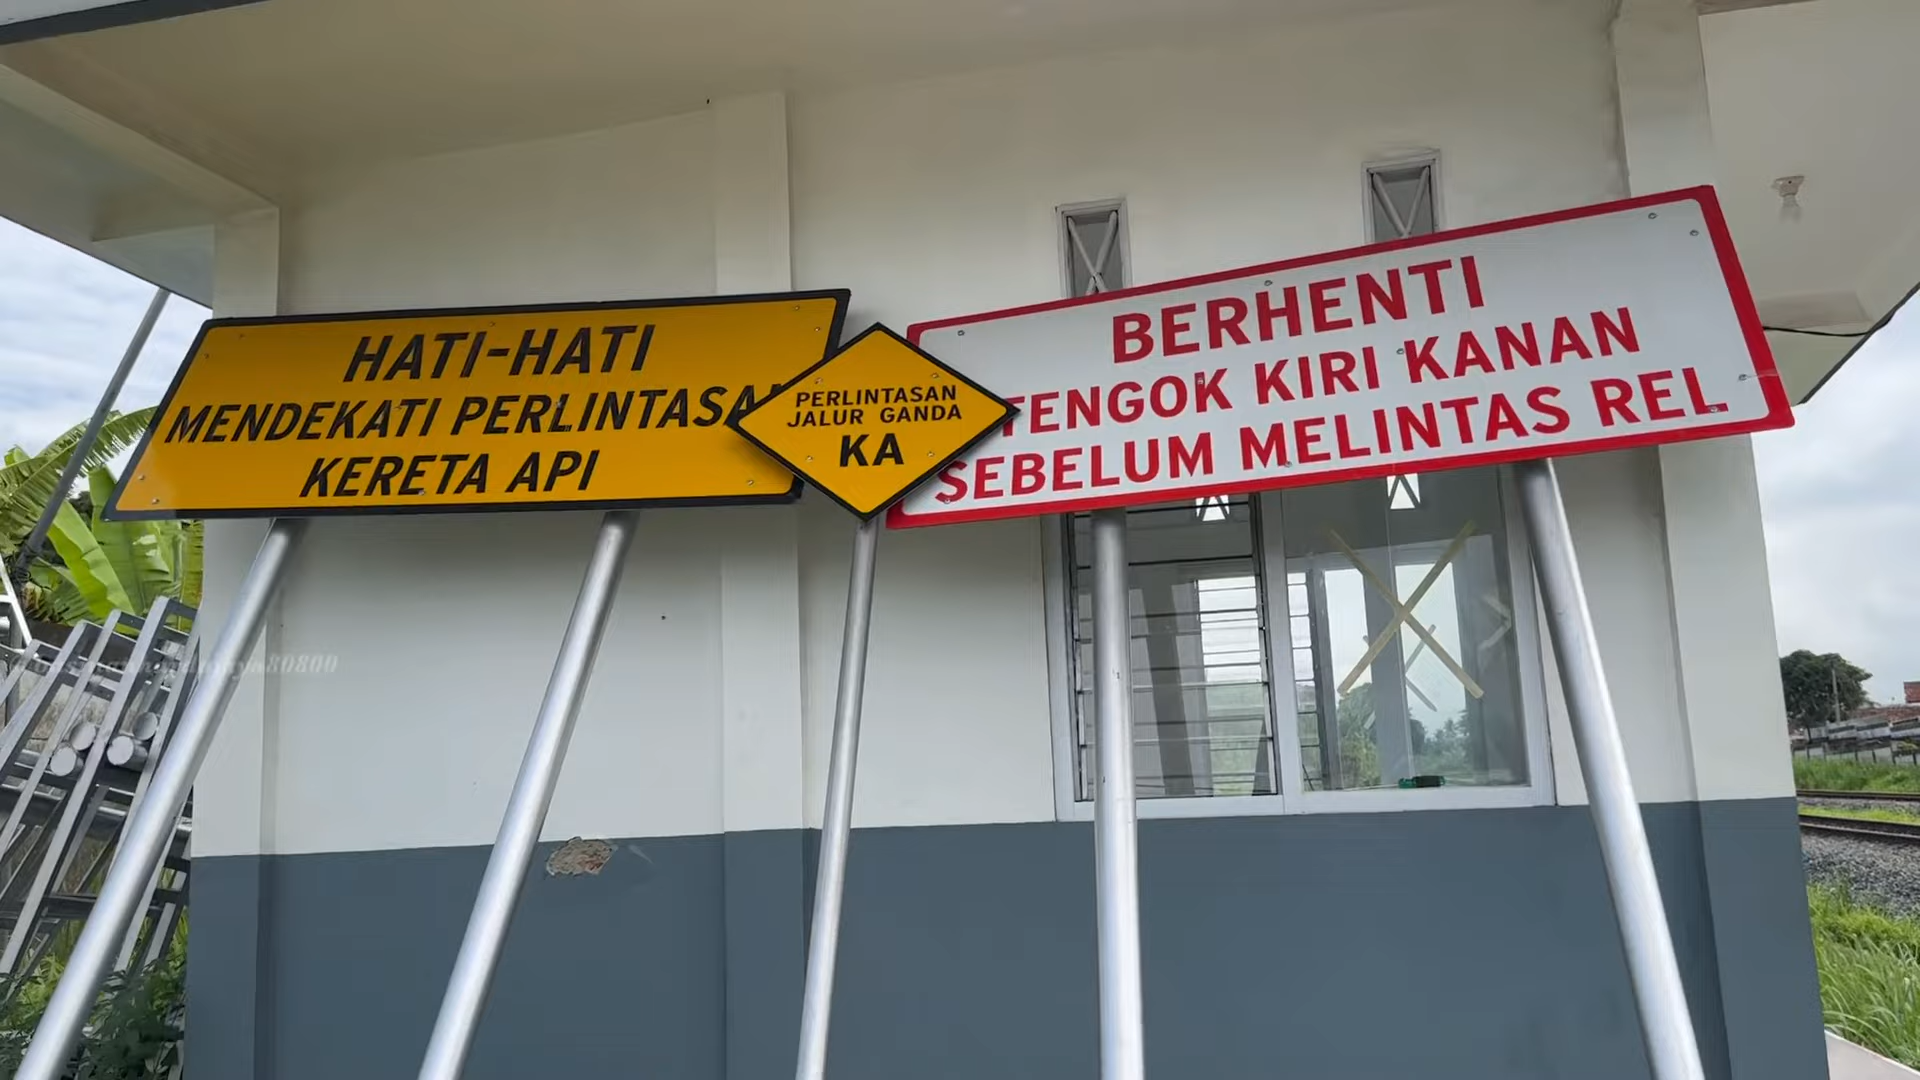 HATI-HATI
MENDEKATI PERLINTASAN
KERETA API
PERLINTASAN
JALUR GANDA
KA
BERHENTI
TENGOK KIRI KANAN
SEBELUM MELINTAS REL